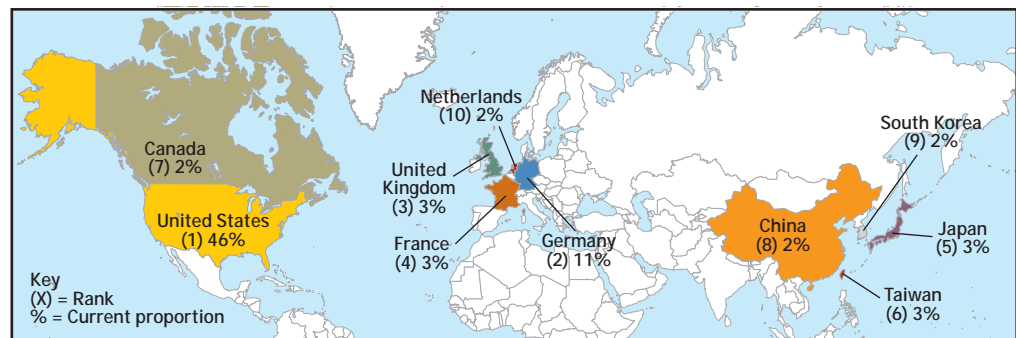 Canada
(7) 2%
United States
(1) 46%
Key
(X) = Rank
% = Current proportion
Netherlands
(10) 2%
United
Kingdom
(3) 3%
France
(4) 3%
Germany
(2) 11%
South Korea
(9) 2%
China
(8) 2%
Japan
(5) 3%
Taiwan
(6) 3%